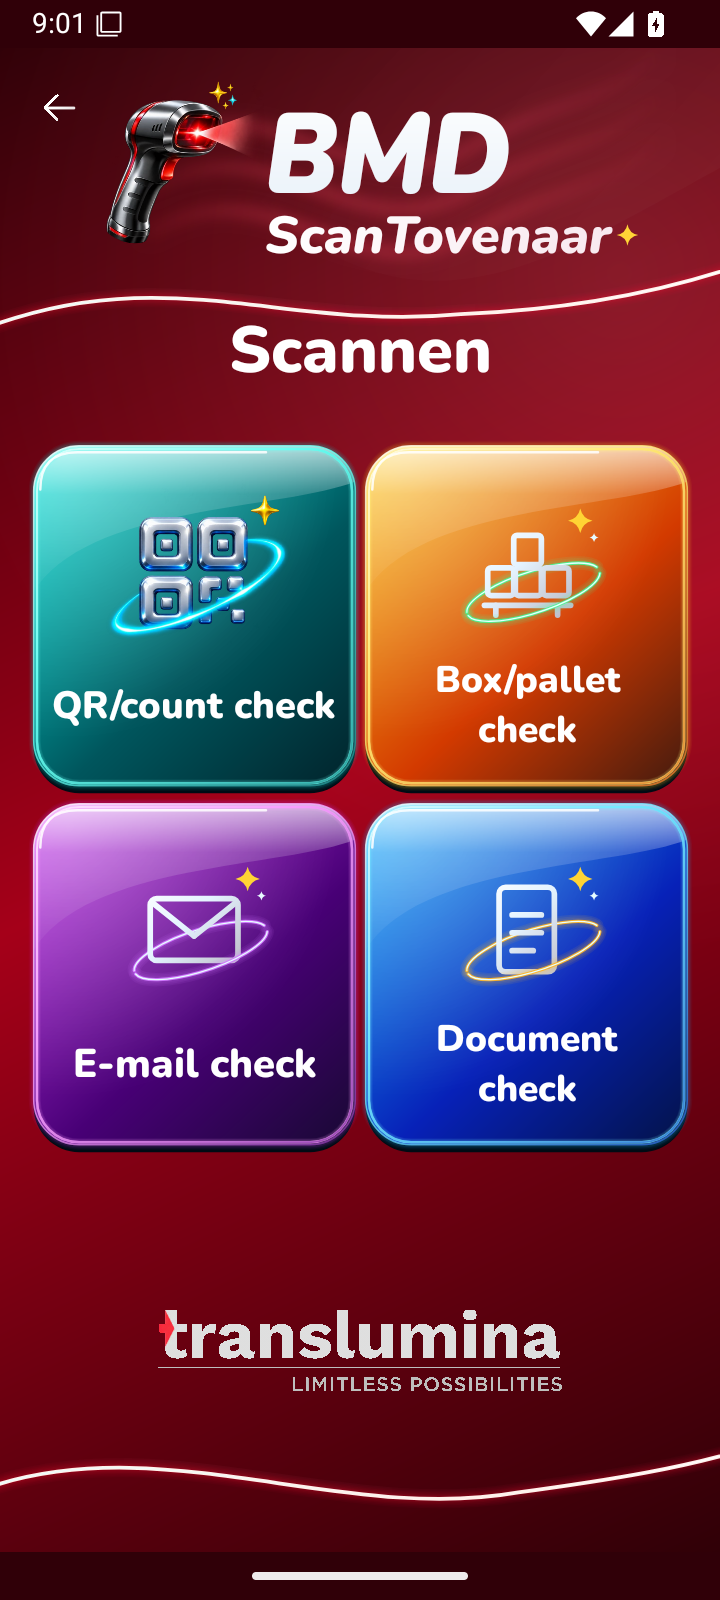 9:01
BMD
ScanTovenaar
Scannen
QR/count check
Box/pallet
check
E-mail check
Document
check
translumina
LIMITLESS POSSIBILITIES